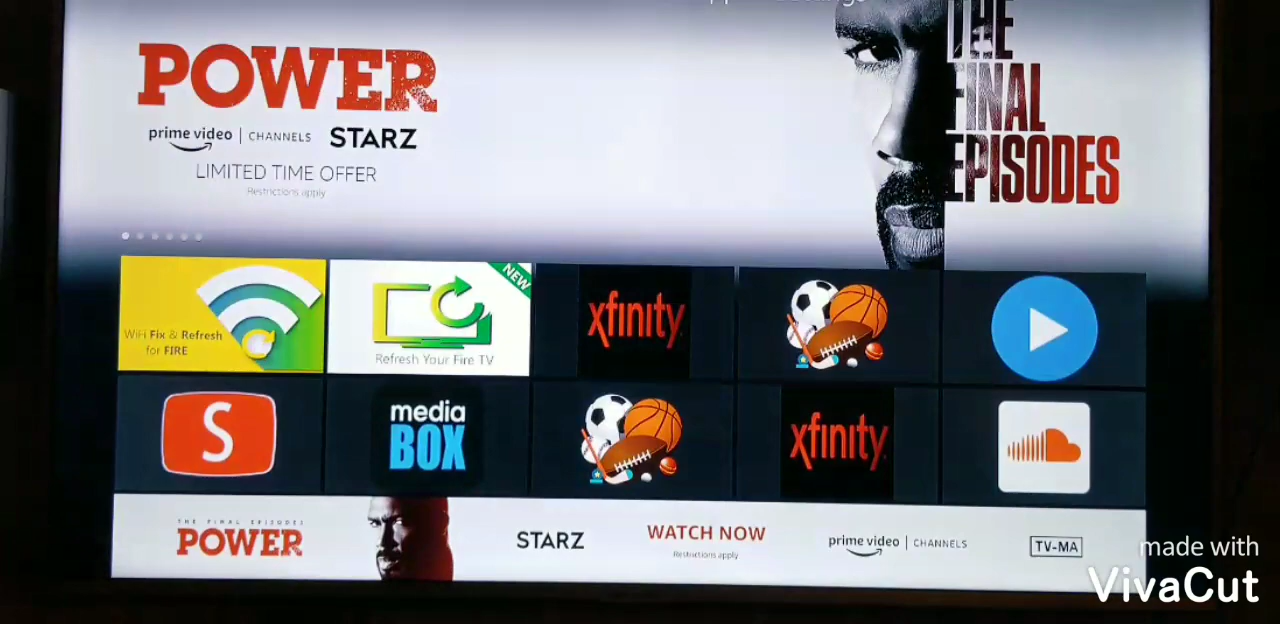 POWER
prime video | CHANNELS STARZ
LIMITED TIME OFFER
Restrictions apply
THE
FINAL
EPISODES
WiFi Fix & Refresh
for FIRE
NEW
Refresh Your Fire TV
xfinity
S
media
BOX
xfinity
THE FINAL EPISODES
POWER
STARZ
WATCH NOW
Restrictions apply
prime video | CHANNELS
TV-MA
made with
VivaCut